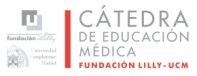 fundación lilly
Universidad
Complutense
Madrid
CÁTEDRA
DE EDUCACIÓN
MÉDICA
FUNDACIÓN LILLY-UCM